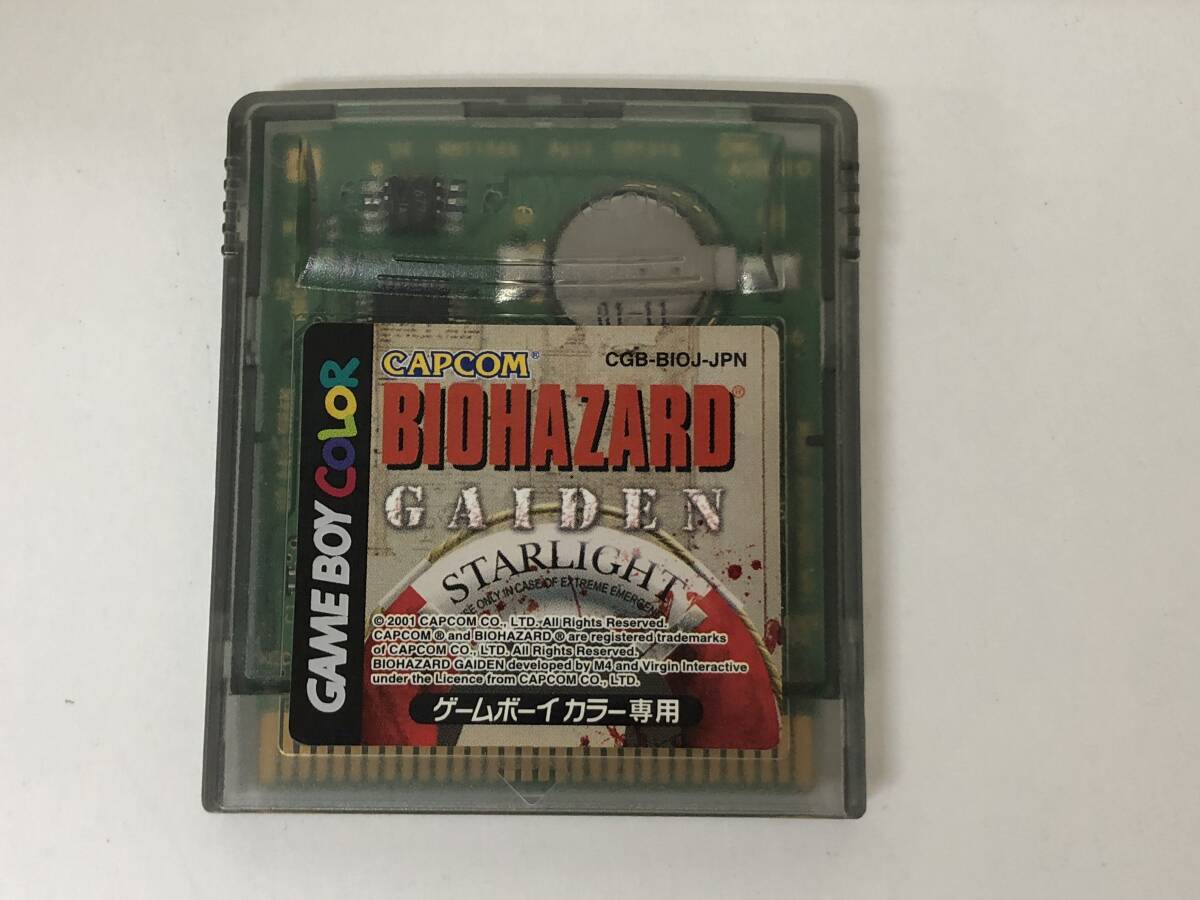 01-11
CAPCOM®
CGB-BIOJ-JPN
BIOHAZARD®
GAIDEN
GAME BOY COLOR
STARLIGHT
SE ONLY IN CASE OF EXTREME EMERGENC
© 2001 CAPCOM CO., LTD. All Rights Reserved.
CAPCOM ® and BIOHAZARD ® are registered trademarks
of CAPCOM CO., LTD. All Rights Reserved.
BIOHAZARD GAIDEN developed by M4 and Virgin Interactive
under the Licence from CAPCOM CO., LTD.
ゲームボーイカラー専用